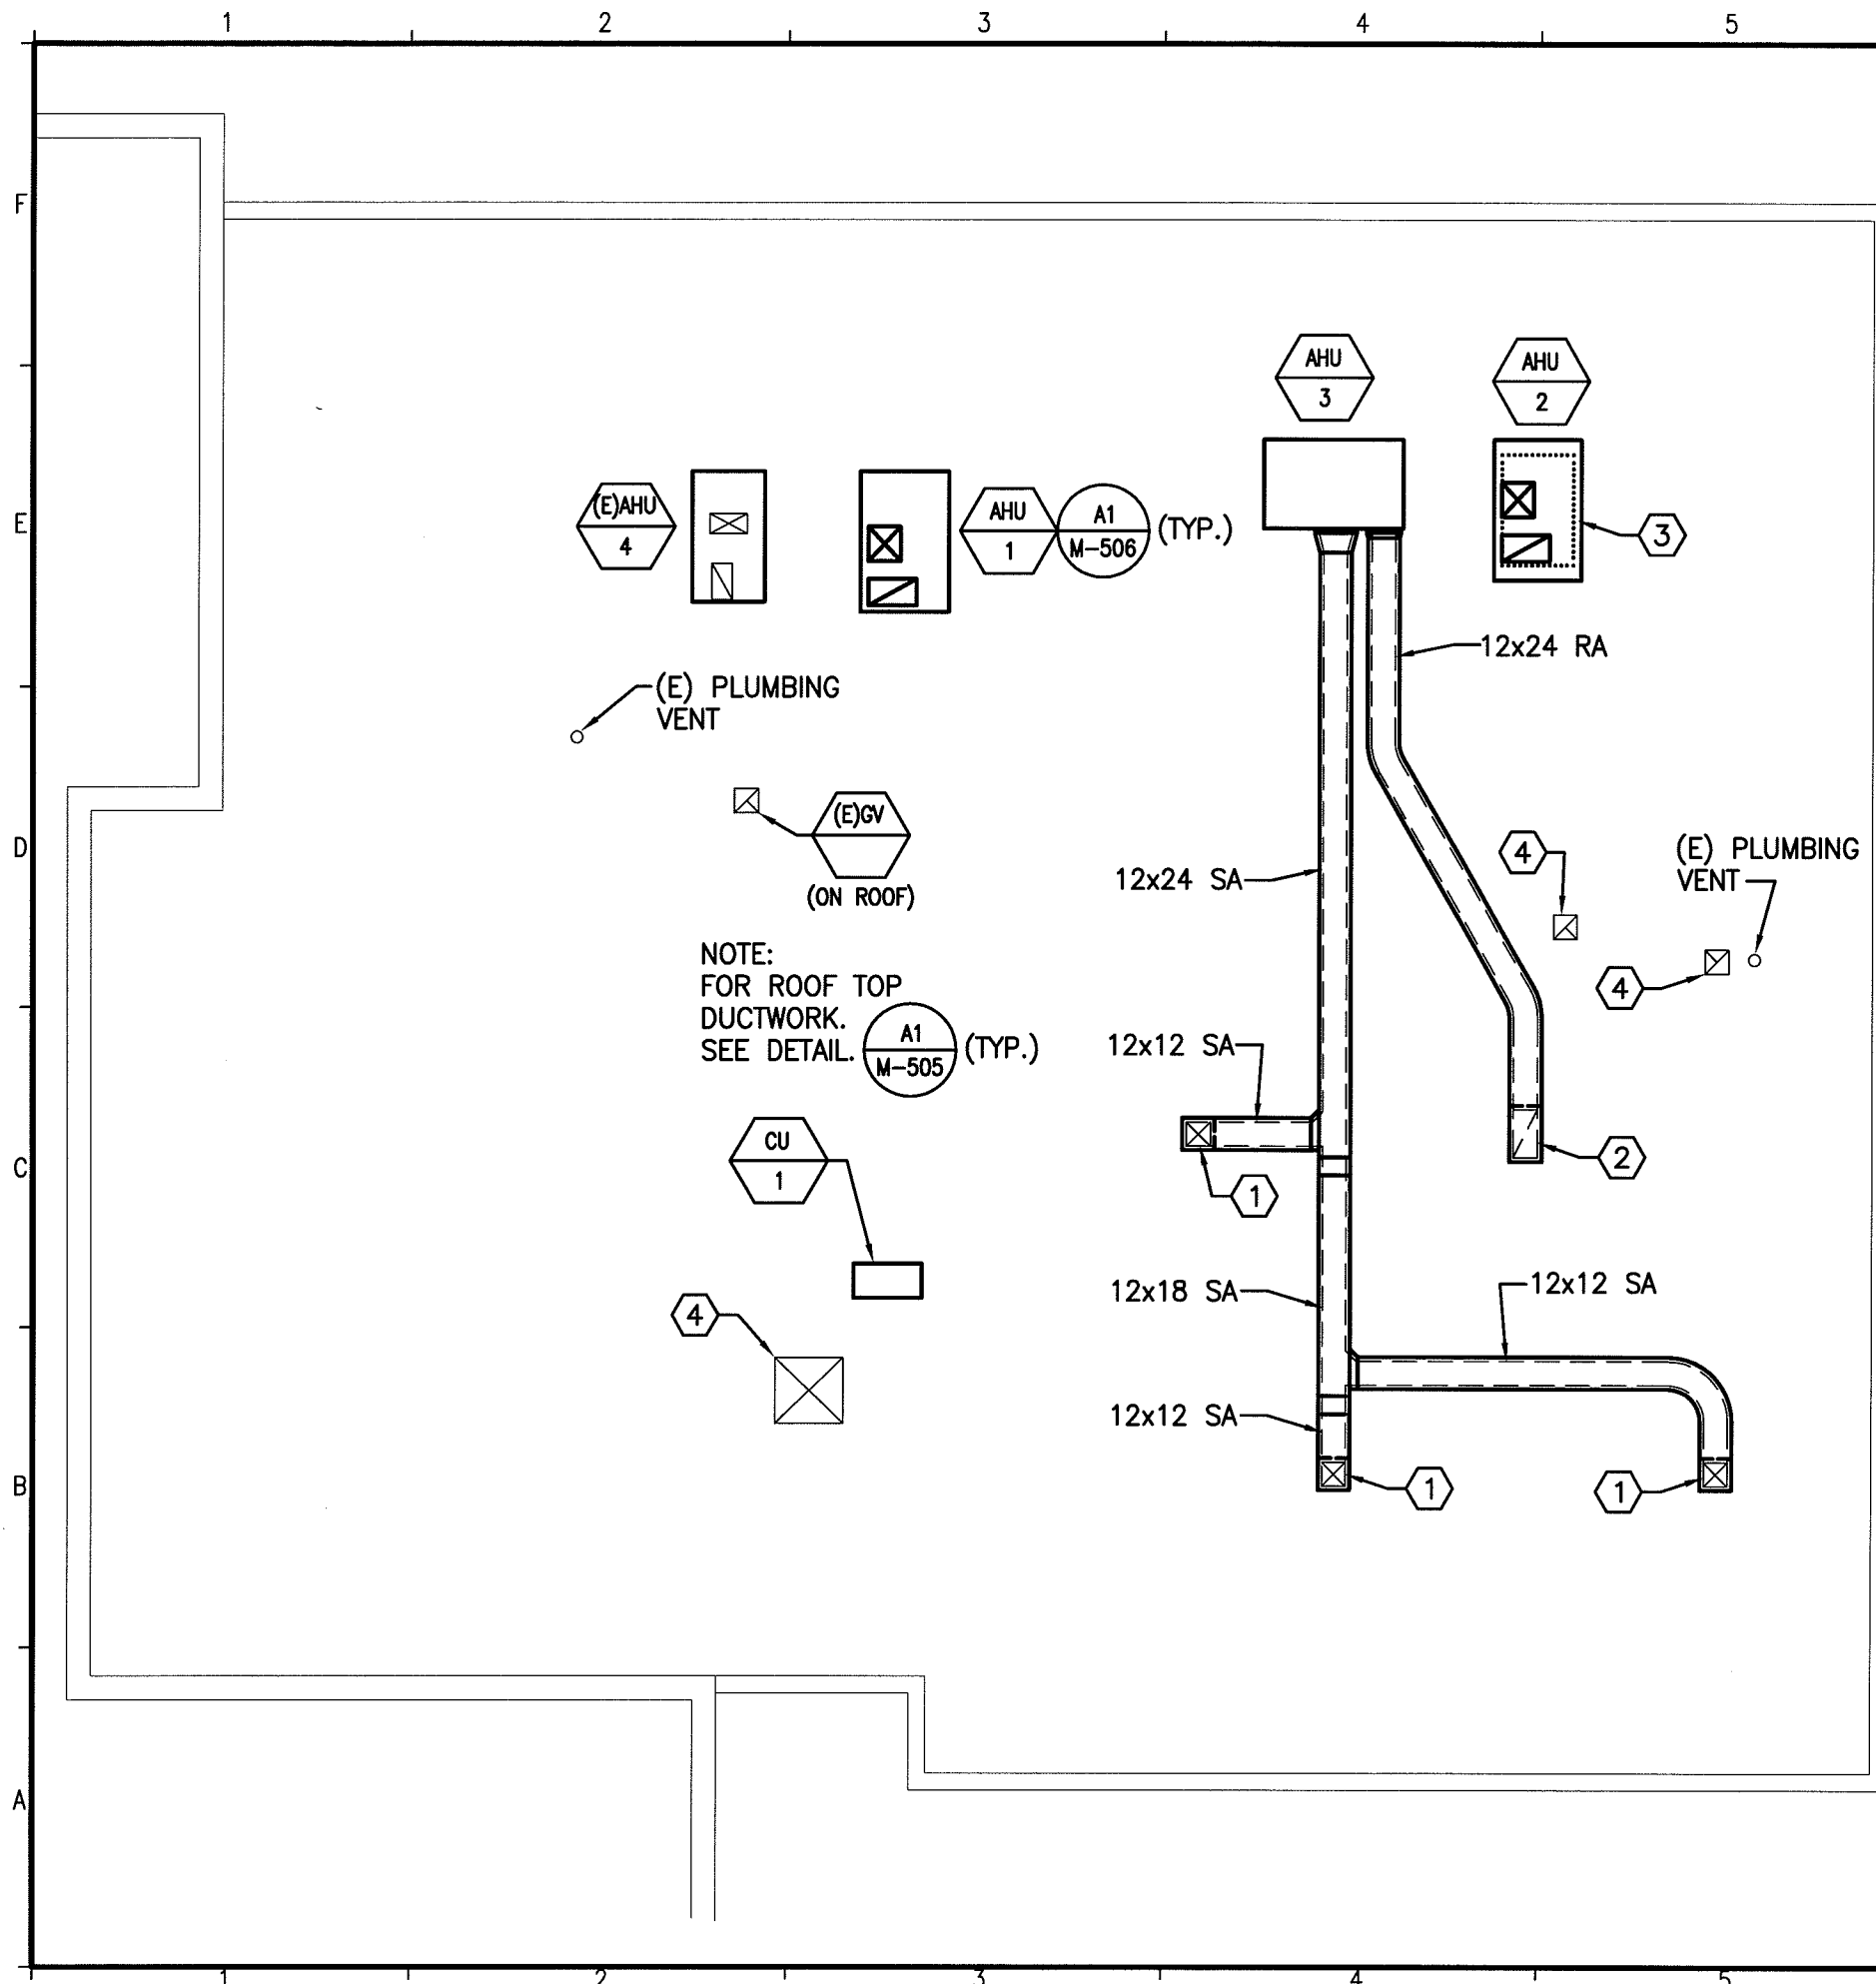 1 2 3 4 5
F
AHU
3
AHU
2
E
(E)AHU
4
AHU
1
A1
M-506
(TYP.)
3
12x24 RA
(E) PLUMBING
VENT
D
(E)GV
(ON ROOF)
12x24 SA
4
(E) PLUMBING
VENT
4
NOTE:
FOR ROOF TOP
DUCTWORK.
SEE DETAIL.
A1
M-505
(TYP.)
12x12 SA
C
CU
1
1
2
12x18 SA
12x12 SA
4
12x12 SA
B
1
1
A
1 2 3 4 5